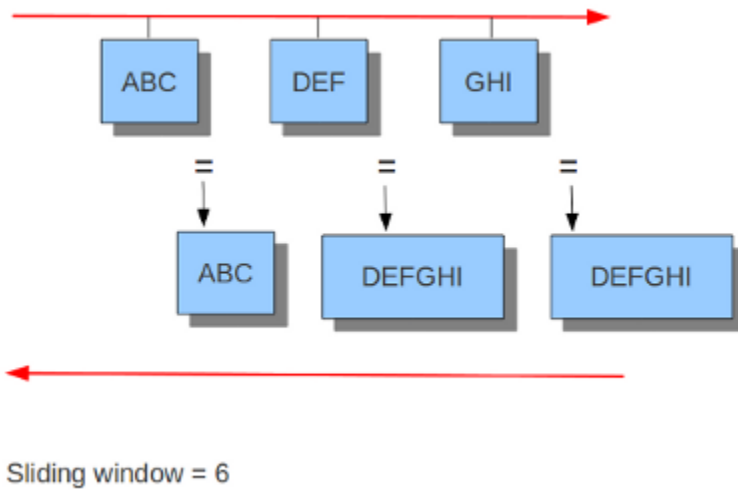 ABC DEF GHI
= = =
ABC DEFGHI DEFGHI
Sliding window = 6